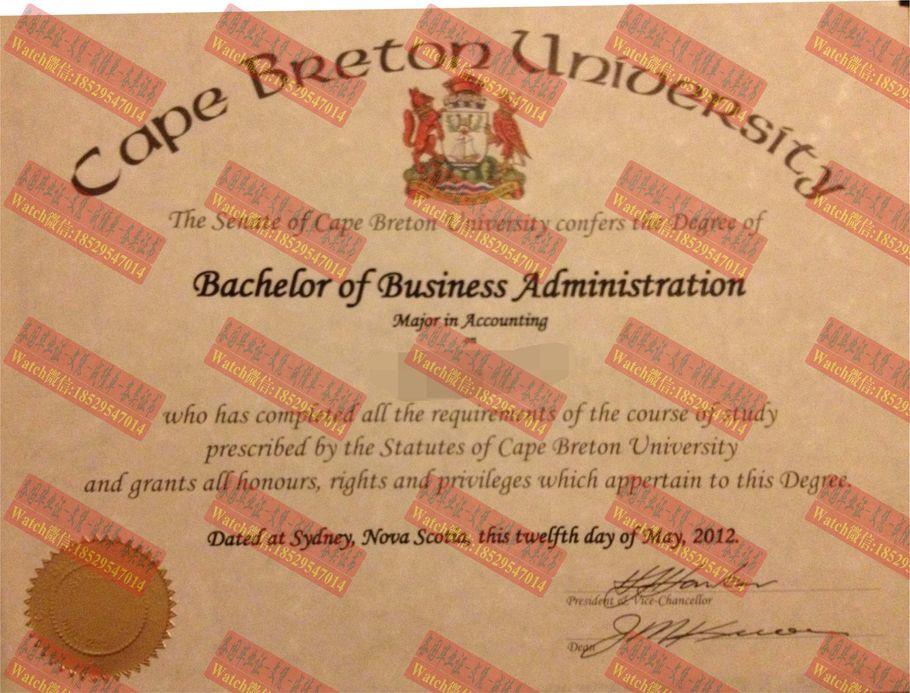 Cape Breton University
The Senate of Cape Breton University confers the Degree of
Bachelor of Business Administration
Major in Accounting
on
who has completed all the requirements of the course of study
prescribed by the Statutes of Cape Breton University
and grants all honours, rights and privileges which appertain to this Degree.
Dated at Sydney, Nova Scotia, this twelfth day of May, 2012.
President & Vice-Chancellor
Dean
Watch微信:18529547014